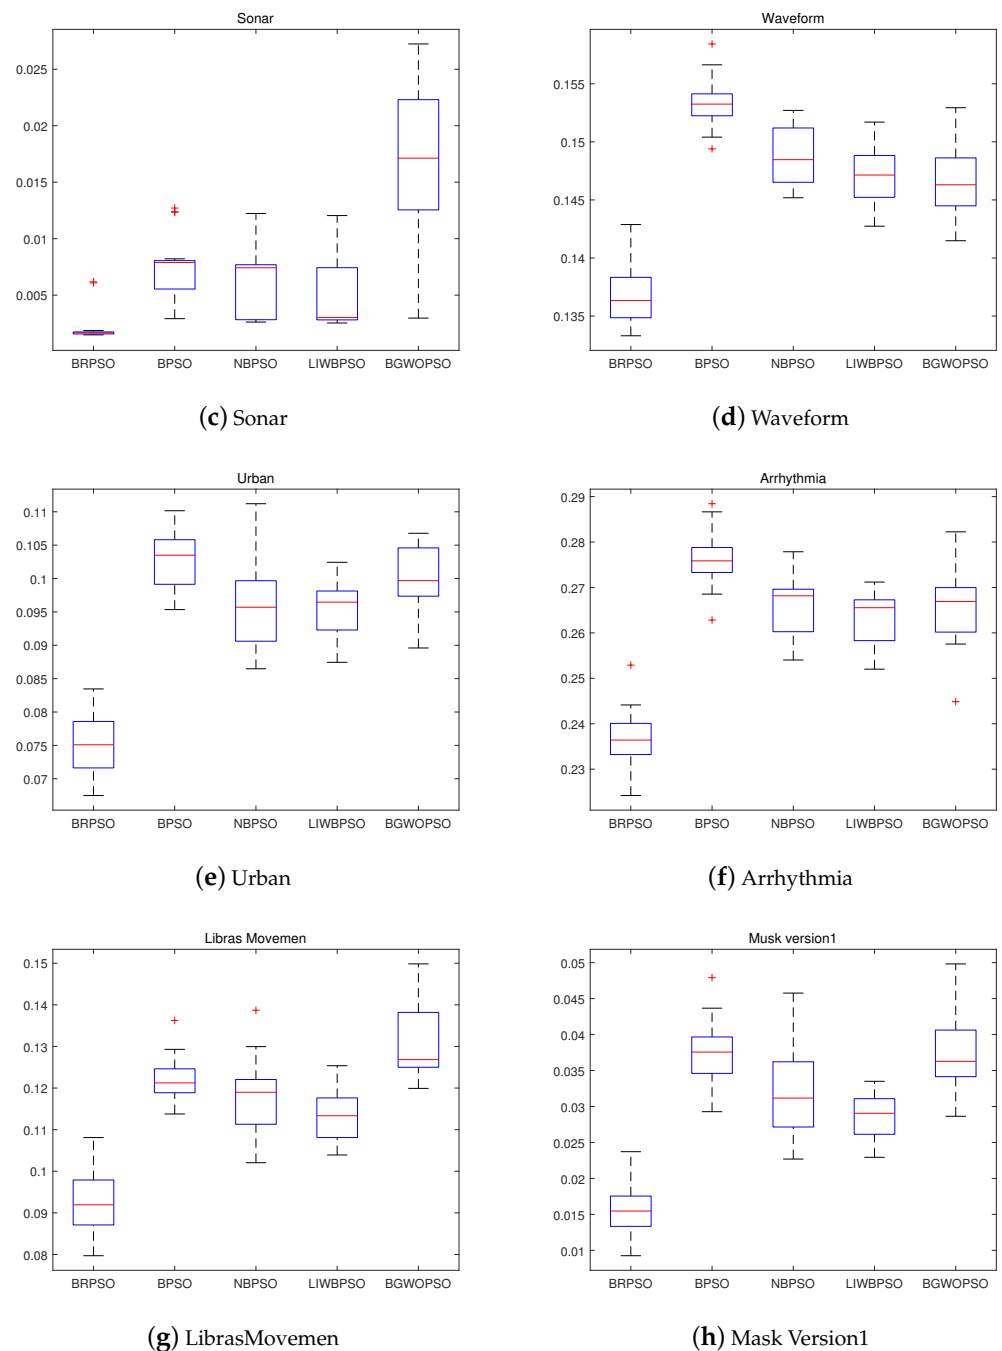 Sonar
0.025
0.02
0.015
0.01
0.005
BRPSO BPSO NBPSO LIWBPSO BGWOPSO
(c) Sonar
Waveform
0.155
0.15
0.145
0.14
0.135
BRPSO BPSO NBPSO LIWBPSO BGWOPSO
(d) Waveform
Urban
0.11
0.105
0.1
0.095
0.09
0.085
0.08
0.075
0.07
BRPSO BPSO NBPSO LIWBPSO BGWOPSO
(e) Urban
Arrhythmia
0.29
0.28
0.27
0.26
0.25
0.24
0.23
BRPSO BPSO NBPSO LIWBPSO BGWOPSO
(f) Arrhythmia
Libras Movemen
0.15
0.14
0.13
0.12
0.11
0.1
0.09
0.08
BRPSO BPSO NBPSO LIWBPSO BGWOPSO
(g) LibrasMovemen
Musk version1
0.05
0.045
0.04
0.035
0.03
0.025
0.02
0.015
0.01
BRPSO BPSO NBPSO LIWBPSO BGWOPSO
(h) Mask Version1